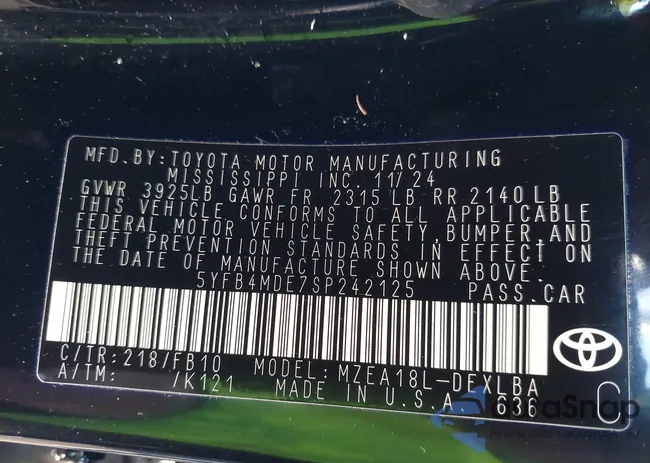 MFD. BY: TOYOTA MOTOR MANUFACTURING
MISSISSIPPI INC. 11/24
GVWR 3925LB GAWR FR 2315 LB RR 2140LB
THIS VEHICLE CONFORMS TO ALL APPLICABLE
FEDERAL MOTOR VEHICLE SAFETY, BUMPER, AND
THEFT PREVENTION STANDARDS IN EFFECT ON
THE DATE OF MANUFACTURE SHOWN ABOVE.
5YFB4MDE7SP242125 PASS. CAR
C/TR: 218/FB10 MODEL: MZEA18L-DEXLBA
A/TM: /K121 MADE IN U.S.A. 636